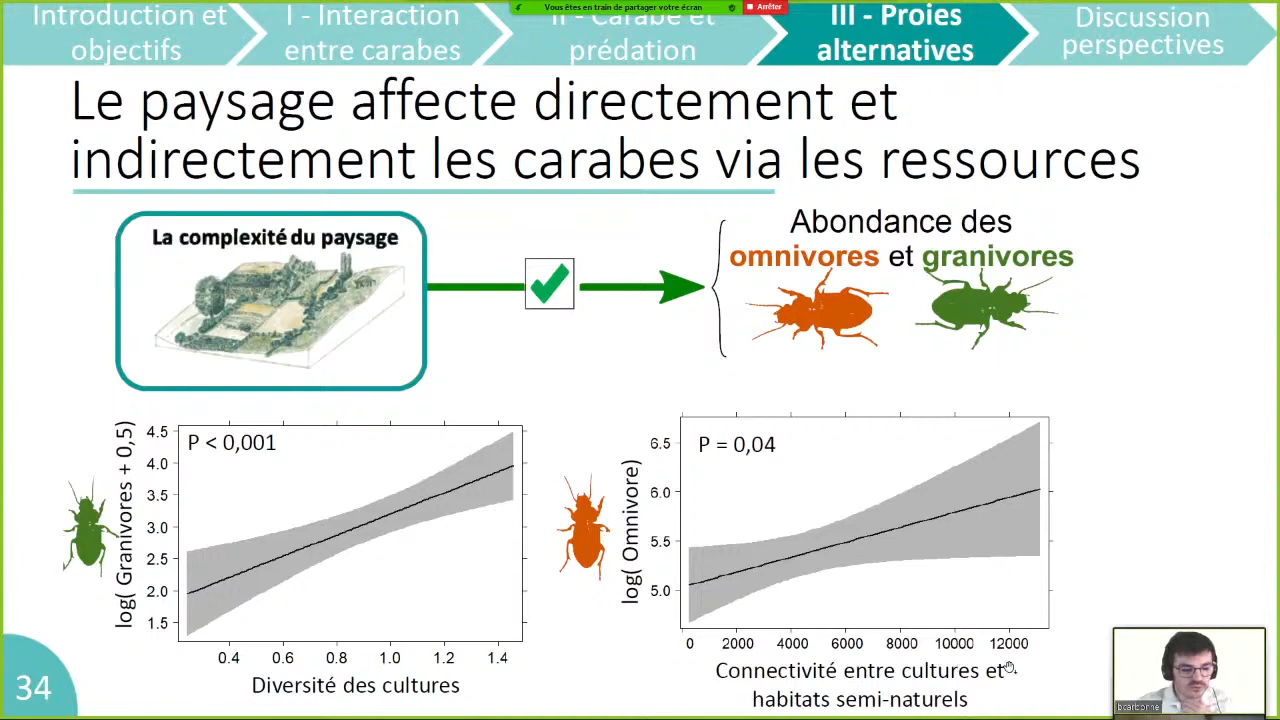 Vous êtes en train de partager votre écran
Arrêter
Introduction et
objectifs
I - Interaction
entre carabes
II - Carabe et
prédation
III - Proies
alternatives
Discussion
perspectives
Le paysage affecte directement et
indirectement les carabes via les ressources
La complexité du paysage
Abondance des
omnivores et granivores
P < 0,001
log( Granivores + 0,5)
4.5
4.0
3.5
3.0
2.5
2.0
1.5
0.4 0.6 0.8 1.0 1.2 1.4
Diversité des cultures
P = 0,04
log( Omnivore)
6.5
6.0
5.5
5.0
0 2000 4000 6000 8000 10000 12000
Connectivité entre cultures et
habitats semi-naturels
34
bcarbonne